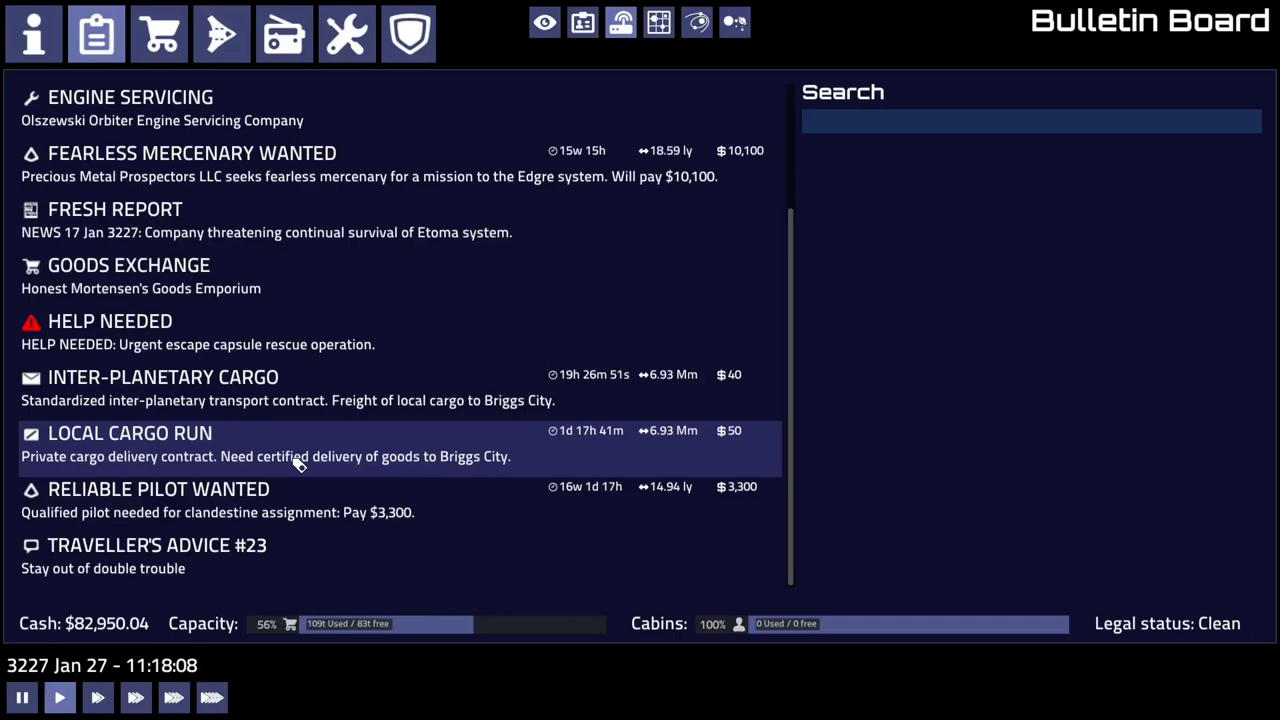 Bulletin Board
Search
ENGINE SERVICING
Olszewski Orbiter Engine Servicing Company
FEARLESS MERCENARY WANTED 15w 15h 18.59 ly $10,100
Precious Metal Prospectors LLC seeks fearless mercenary for a mission to the Edgre system. Will pay $10,100.
FRESH REPORT
NEWS 17 Jan 3227: Company threatening continual survival of Etoma system.
GOODS EXCHANGE
Honest Mortensen's Goods Emporium
HELP NEEDED
HELP NEEDED: Urgent escape capsule rescue operation.
INTER-PLANETARY CARGO 19h 26m 51s 6.93 Mm $40
Standardized inter-planetary transport contract. Freight of local cargo to Briggs City.
LOCAL CARGO RUN 1d 17h 41m 6.93 Mm $50
Private cargo delivery contract. Need certified delivery of goods to Briggs City.
RELIABLE PILOT WANTED 16w 1d 17h 14.94 ly $3,300
Qualified pilot needed for clandestine assignment: Pay $3,300.
TRAVELLER'S ADVICE #23
Stay out of double trouble
Cash: $82,950.04 Capacity: 56% 109t Used / 83t free Cabins: 100% 0 Used / 0 free Legal status: Clean
3227 Jan 27 - 11:18:08